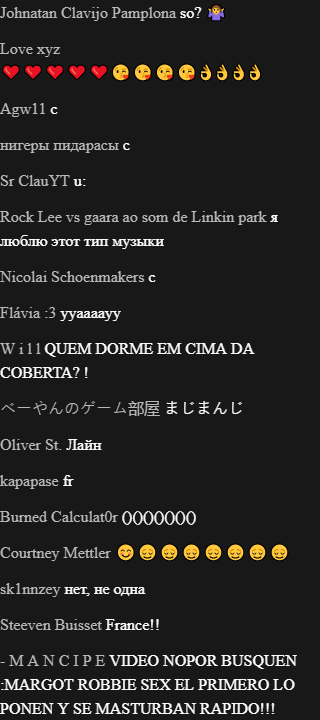 Johnatan Clavijo Pamplona so? 🤷‍♀️
Love xyz
❤️❤️❤️❤️❤️😘😘😘😘👌👌👌👌
Agw11 c
нигеры пидарасы с
Sr ClauYT u:
Rock Lee vs gaara ao som de Linkin park я
люблю этот тип музыки
Nicolai Schoenmakers c
Flávia :3 yyaaaayy
W i l l QUEM DORME EM CIMA DA
COBERTA? !
べーやんのゲーム部屋 まじまんじ
Oliver St. Лайн
kapapase fr
Burned Calculat0r ()()()()()()()
Courtney Mettler 😊😌😌😌😌😌😌😌
sk1nnzey нет, не одна
Steeven Buisset France!!
- M A N C I P E VIDEO NOPOR BUSQUEN
:MARGOT ROBBIE SEX EL PRIMERO LO
PONEN Y SE MASTURBAN RAPIDO!!!